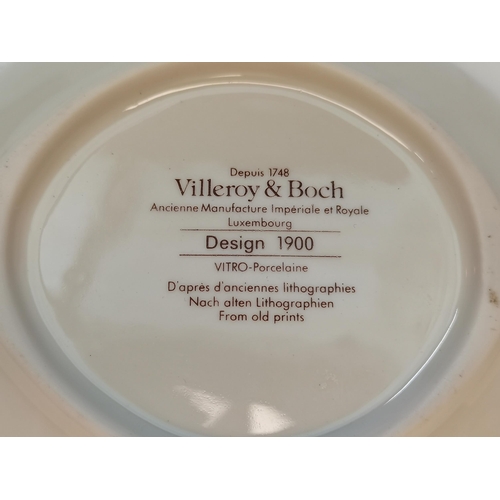 Depuis 1748
Villeroy & Boch
Ancienne Manufacture Impériale et Royale
Luxembourg
Design 1900
VITRO-Porcelaine
D'après d'anciennes lithographies
Nach alten Lithographien
From old prints